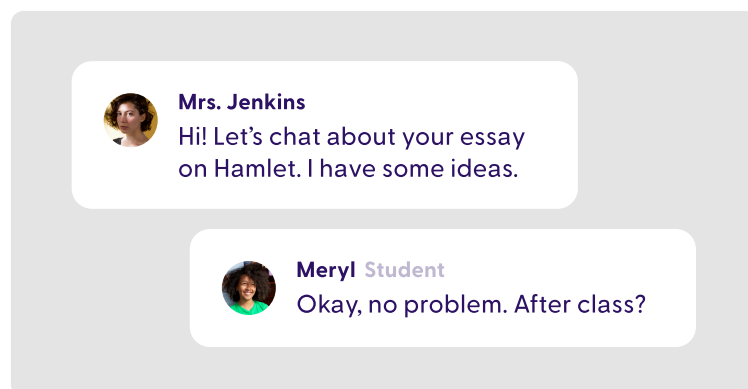 Mrs. Jenkins
Hi! Let’s chat about your essay
on Hamlet. I have some ideas.
Meryl Student
Okay, no problem. After class?